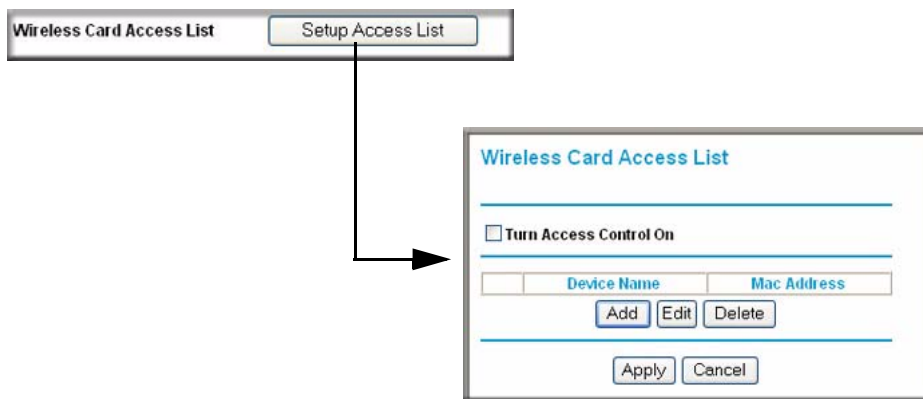 Wireless Card Access List Setup Access List
Wireless Card Access List
Turn Access Control On
Device Name Mac Address
Add Edit Delete
Apply Cancel